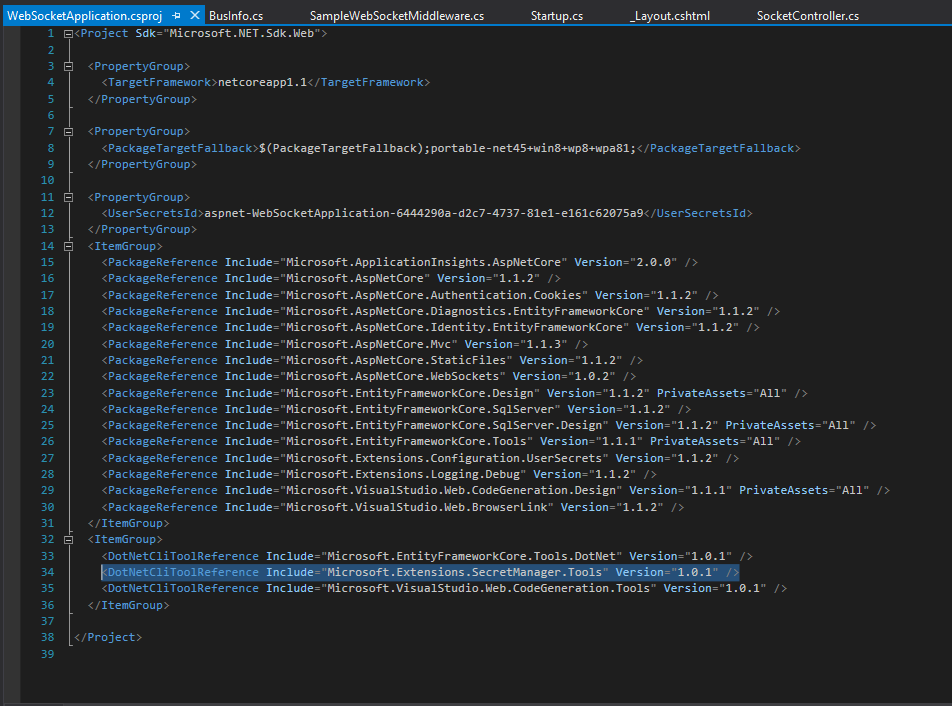 WebSocketApplication.csproj BusInfo.cs SampleWebSocketMiddleware.cs Startup.cs _Layout.cshtml SocketController.cs
1 <Project Sdk="Microsoft.NET.Sdk.Web">
2
3 <PropertyGroup>
4 <TargetFramework>netcoreapp1.1</TargetFramework>
5 </PropertyGroup>
6
7 <PropertyGroup>
8 <PackageTargetFallback>$(PackageTargetFallback);portable-net45+win8+wp8+wpa81;</PackageTargetFallback>
9 </PropertyGroup>
10
11 <PropertyGroup>
12 <UserSecretsId>aspnet-WebSocketApplication-6444290a-d2c7-4737-81e1-e161c62075a9</UserSecretsId>
13 </PropertyGroup>
14 <ItemGroup>
15 <PackageReference Include="Microsoft.ApplicationInsights.AspNetCore" Version="2.0.0" />
16 <PackageReference Include="Microsoft.AspNetCore" Version="1.1.2" />
17 <PackageReference Include="Microsoft.AspNetCore.Authentication.Cookies" Version="1.1.2" />
18 <PackageReference Include="Microsoft.AspNetCore.Diagnostics.EntityFrameworkCore" Version="1.1.2" />
19 <PackageReference Include="Microsoft.AspNetCore.Identity.EntityFrameworkCore" Version="1.1.2" />
20 <PackageReference Include="Microsoft.AspNetCore.Mvc" Version="1.1.3" />
21 <PackageReference Include="Microsoft.AspNetCore.StaticFiles" Version="1.1.2" />
22 <PackageReference Include="Microsoft.AspNetCore.WebSockets" Version="1.0.2" />
23 <PackageReference Include="Microsoft.EntityFrameworkCore.Design" Version="1.1.2" PrivateAssets="All" />
24 <PackageReference Include="Microsoft.EntityFrameworkCore.SqlServer" Version="1.1.2" />
25 <PackageReference Include="Microsoft.EntityFrameworkCore.SqlServer.Design" Version="1.1.2" PrivateAssets="All" />
26 <PackageReference Include="Microsoft.EntityFrameworkCore.Tools" Version="1.1.1" PrivateAssets="All" />
27 <PackageReference Include="Microsoft.Extensions.Configuration.UserSecrets" Version="1.1.2" />
28 <PackageReference Include="Microsoft.Extensions.Logging.Debug" Version="1.1.2" />
29 <PackageReference Include="Microsoft.VisualStudio.Web.CodeGeneration.Design" Version="1.1.1" PrivateAssets="All" />
30 <PackageReference Include="Microsoft.VisualStudio.Web.BrowserLink" Version="1.1.2" />
31 </ItemGroup>
32 <ItemGroup>
33 <DotNetCliToolReference Include="Microsoft.EntityFrameworkCore.Tools.DotNet" Version="1.0.1" />
34 <DotNetCliToolReference Include="Microsoft.Extensions.SecretManager.Tools" Version="1.0.1" />
35 <DotNetCliToolReference Include="Microsoft.VisualStudio.Web.CodeGeneration.Tools" Version="1.0.1" />
36 </ItemGroup>
37
38 </Project>
39